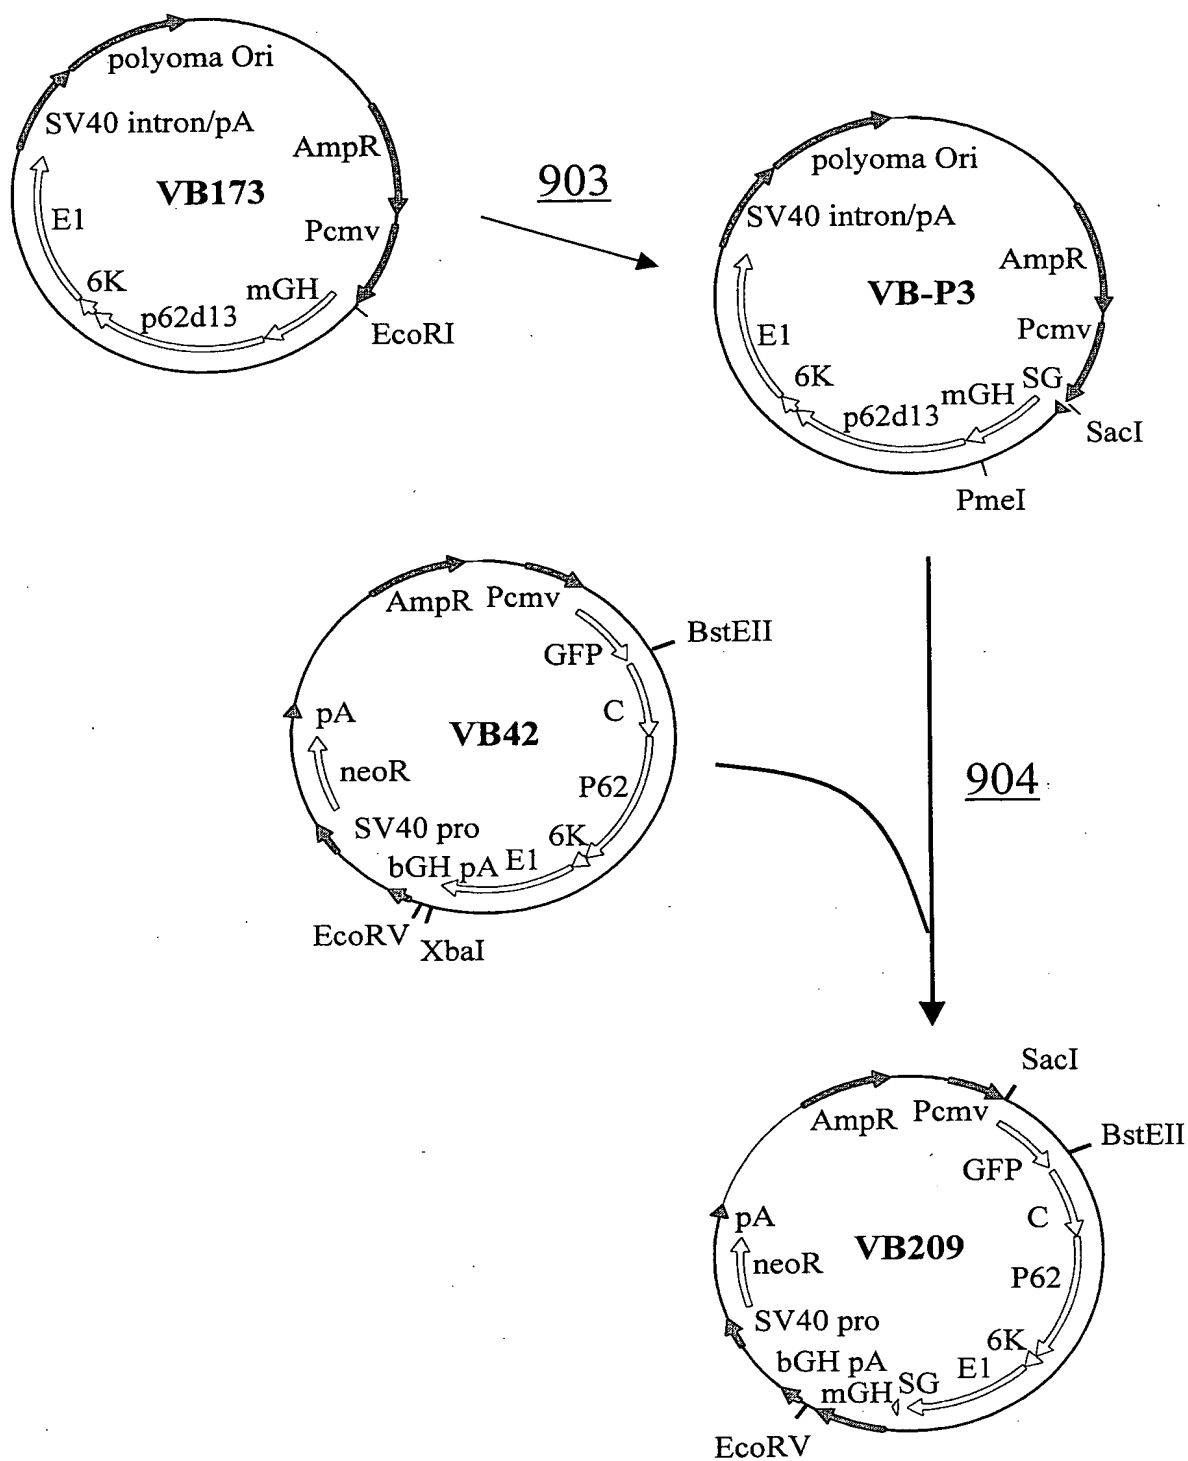 polyoma Ori
SV40 intron/pA
AmpR
VB173
E1
Pcmv
6K
mGH
p62d13
EcoRI
903
polyoma Ori
SV40 intron/pA
AmpR
VB-P3
Pcmv
E1
SG
6K
mGH
p62d13
SacI
PmeI
AmpR
Pcmv
BstEII
GFP
C
pA
VB42
neoR
P62
SV40 pro
6K
bGH pA
E1
EcoRV
XbaI
904
SacI
AmpR
Pcmv
BstEII
GFP
C
pA
VB209
neoR
P62
SV40 pro
6K
bGH pA
E1
mGH
SG
EcoRV